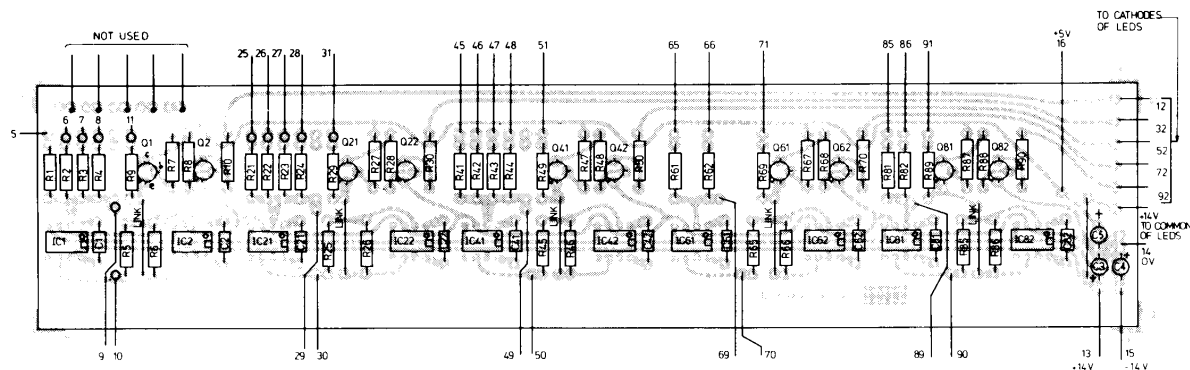 TO CATHODES
OF LEDS
NOT USED
+5V
25 26 27 28 31 45 46 47 48 51 65 66 71 85 86 91 16
6 7 8 11
12
5
32
Q1 Q2 Q21 Q22 Q41 Q42 Q61 Q62 Q81 Q82
52
R1 R2 R3 R4 R9 R7 R8 R10 R21 R22 R23 R24 R29 R27 R28 R30 R41 R42 R43 R44 R49 R47 R48 R61 R62 R69 R67 R68 R70 R81 R82 R89 R87 R88 R90
c
b
e
72
92
LINK LINK LINK LINK LINK
+14V
TO COMMON
OF LEDS
14
0V
IC1 C1 R5 R6 IC2 C2 IC21 C21 R25 R26 IC22 C22 IC41 C41 R45 R46 IC42 C42 IC61 C61 R65 R66 IC62 C62 IC81 C81 R85 R86 IC82 C82
+
C3 C4
9 10 29 30 49 50 69 70 89 90 13 15
+14V -14V